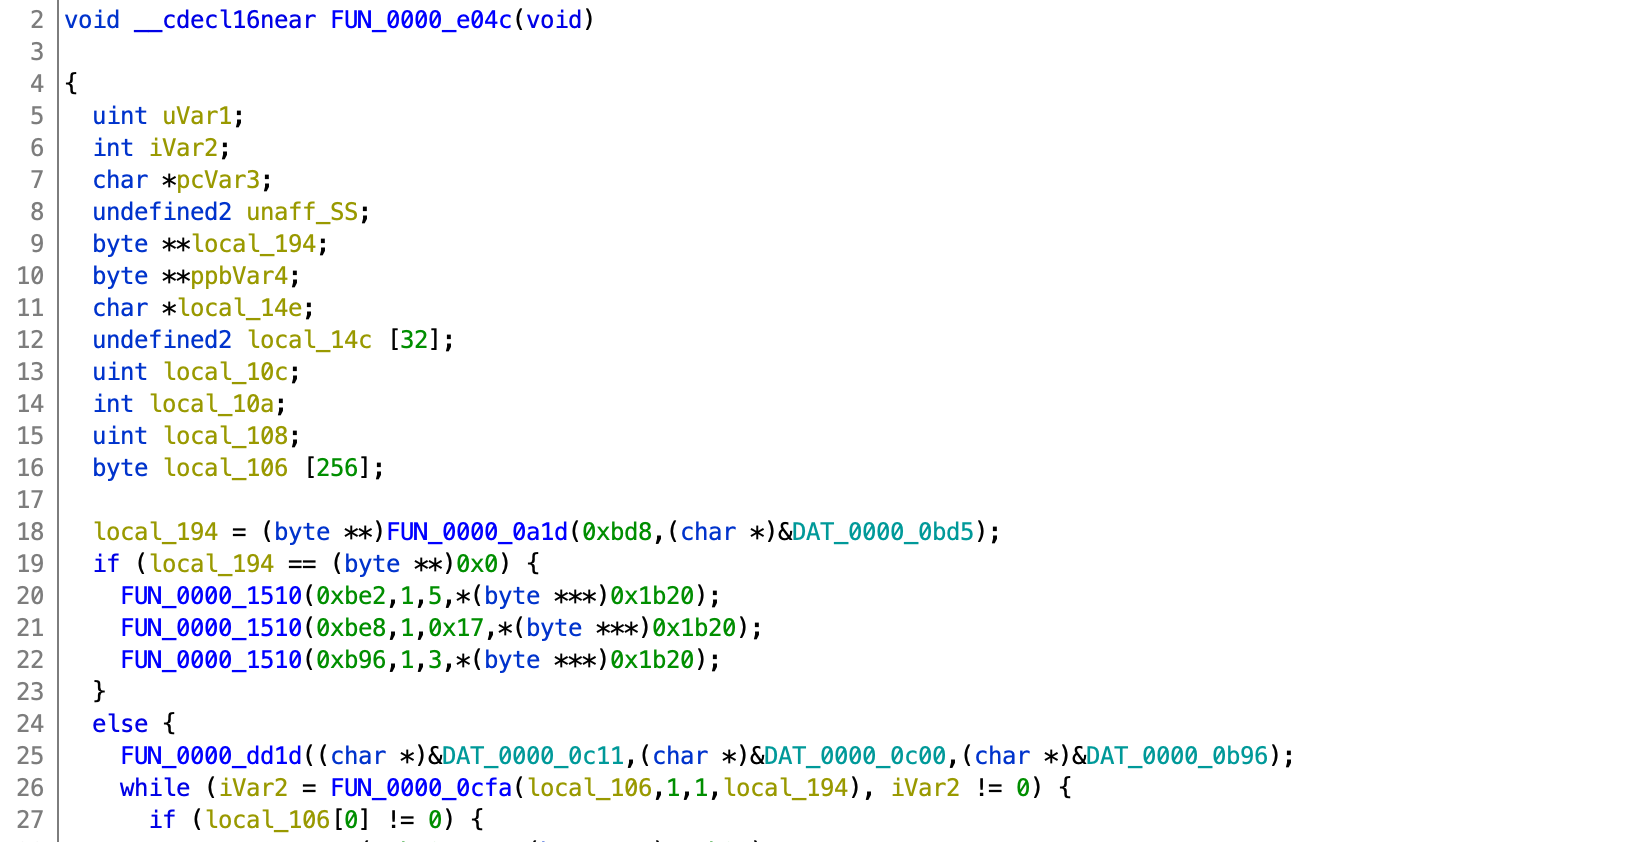 2 void __cdecl16near FUN_0000_e04c(void)
3
4 {
5 uint uVar1;
6 int iVar2;
7 char *pcVar3;
8 undefined2 unaff_SS;
9 byte **local_194;
10 byte **ppbVar4;
11 char *local_14e;
12 undefined2 local_14c [32];
13 uint local_10c;
14 int local_10a;
15 uint local_108;
16 byte local_106 [256];
17
18 local_194 = (byte **)FUN_0000_0a1d(0xbd8,(char *)&DAT_0000_0bd5);
19 if (local_194 == (byte **)0x0) {
20 FUN_0000_1510(0xbe2,1,5,*(byte ***)0x1b20);
21 FUN_0000_1510(0xbe8,1,0x17,*(byte ***)0x1b20);
22 FUN_0000_1510(0xb96,1,3,*(byte ***)0x1b20);
23 }
24 else {
25 FUN_0000_dd1d((char *)&DAT_0000_0c11,(char *)&DAT_0000_0c00,(char *)&DAT_0000_0b96);
26 while (iVar2 = FUN_0000_0cfa(local_106,1,1,local_194), iVar2 != 0) {
27 if (local_106[0] != 0) {